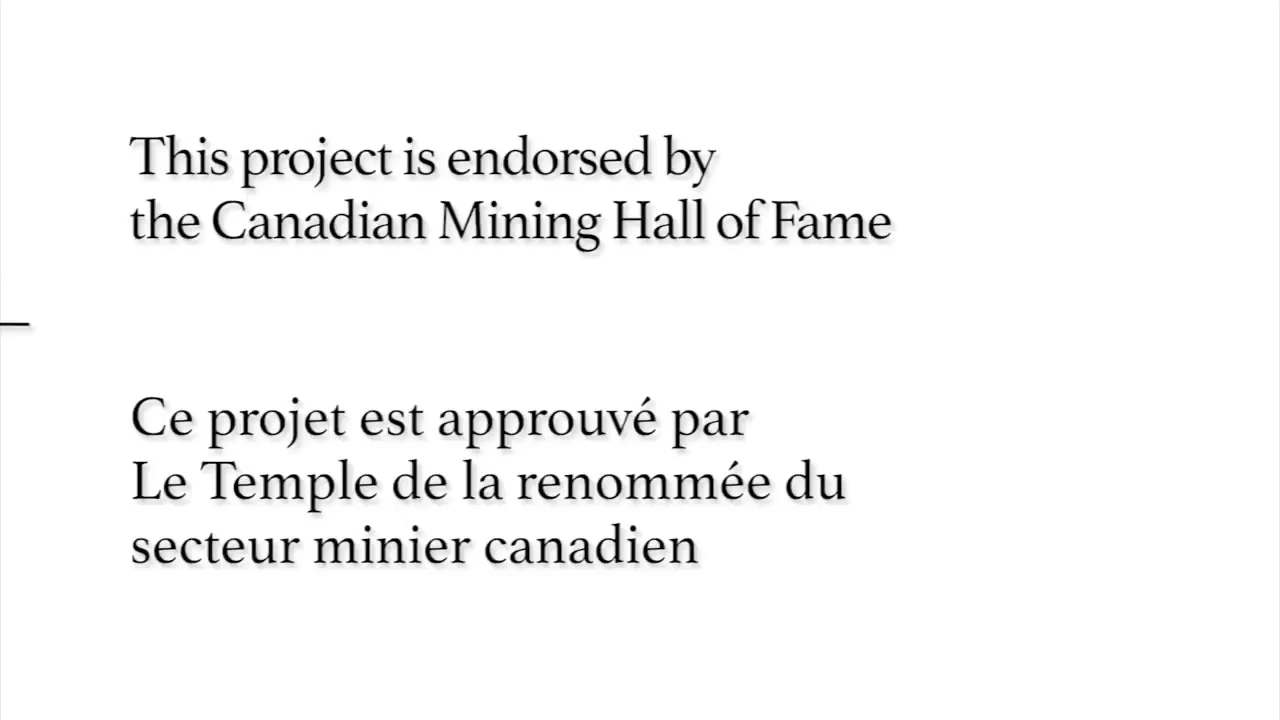 This project is endorsed by
the Canadian Mining Hall of Fame
Ce projet est approuvé par
Le Temple de la renommée du
secteur minier canadien